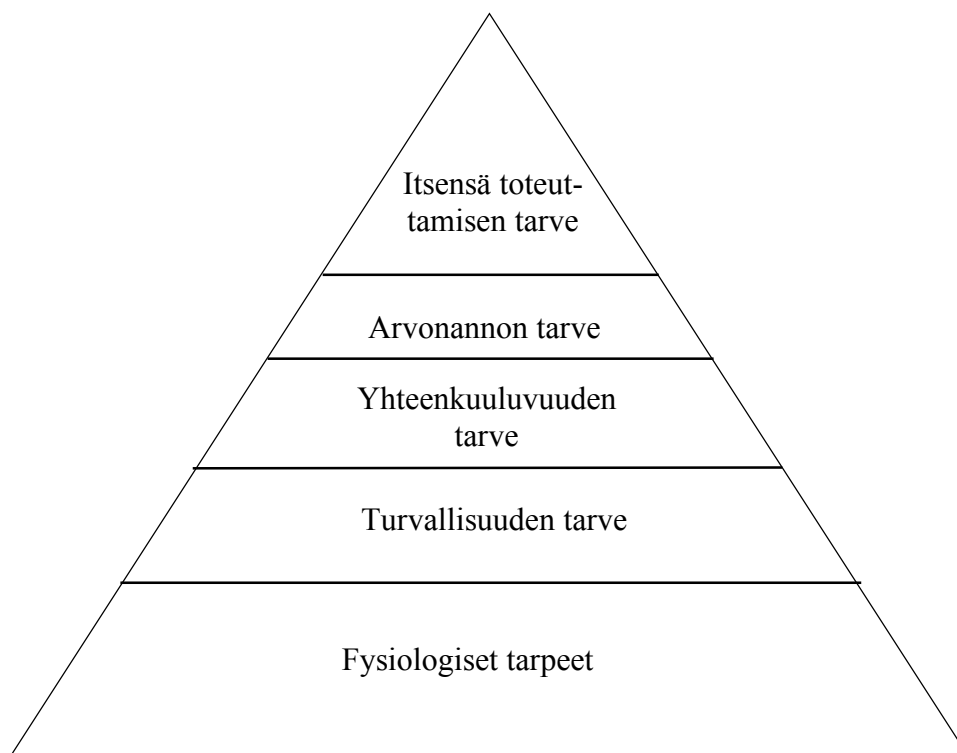 Itsensä toteut-
tamisen tarve
Arvonannon tarve
Yhteenkuuluvuuden
tarve
Turvallisuuden tarve
Fysiologiset tarpeet